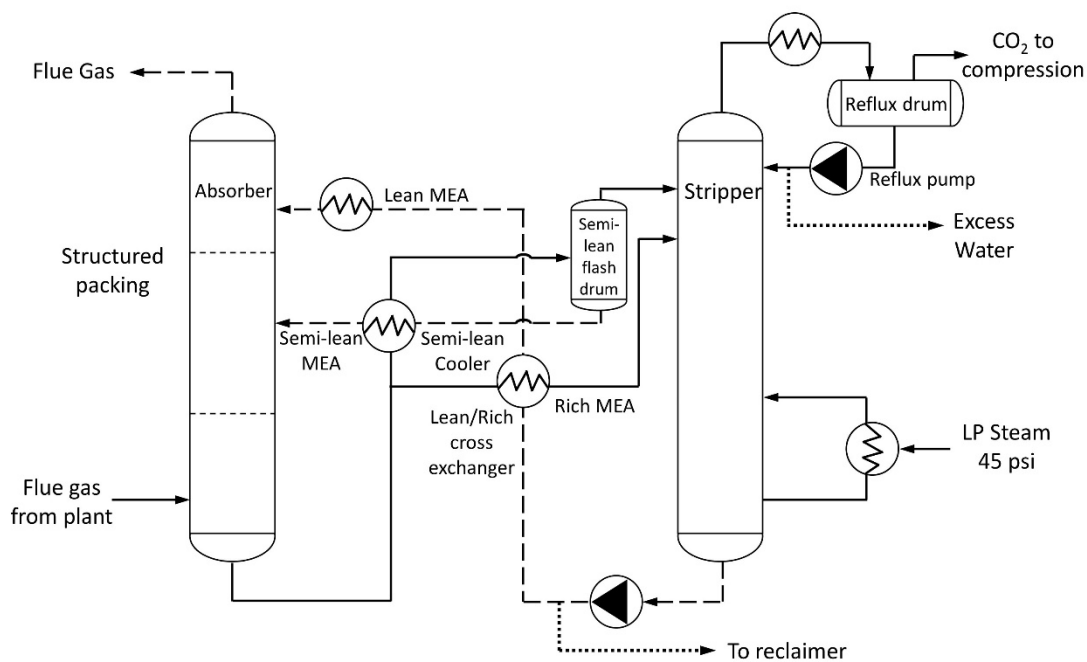 Flue Gas
CO₂ to
compression
Reflux drum
Absorber
Lean MEA
Stripper
Reflux pump
Structured
packing
Semi-
lean
flash
drum
Excess
Water
Semi-lean
MEA
Semi-lean
Cooler
Rich MEA
Lean/Rich
cross
exchanger
LP Steam
45 psi
Flue gas
from plant
To reclaimer